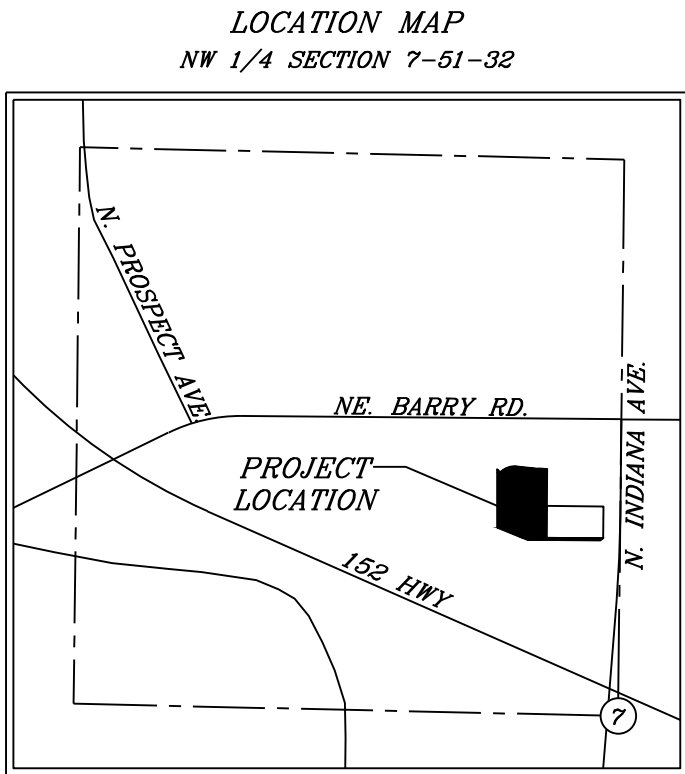 LOCATION MAP
NW 1/4 SECTION 7-51-32
N. PROSPECT AVE.
NE. BARRY RD.
N. INDIANA AVE.
PROJECT
LOCATION
152 HWY
7